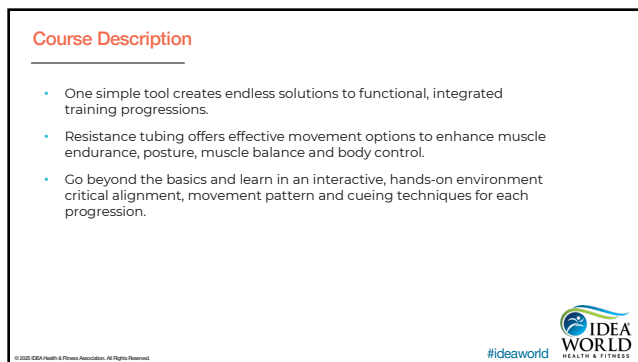 Course Description
• One simple tool creates endless solutions to functional, integrated
training progressions.
• Resistance tubing offers effective movement options to enhance muscle
endurance, posture, muscle balance and body control.
• Go beyond the basics and learn in an interactive, hands-on environment
critical alignment, movement pattern and cueing techniques for each
progression.
© 2025 IDEA Health & Fitness Association. All Rights Reserved.
#ideaworld
IDEA
WORLD
HEALTH & FITNESS